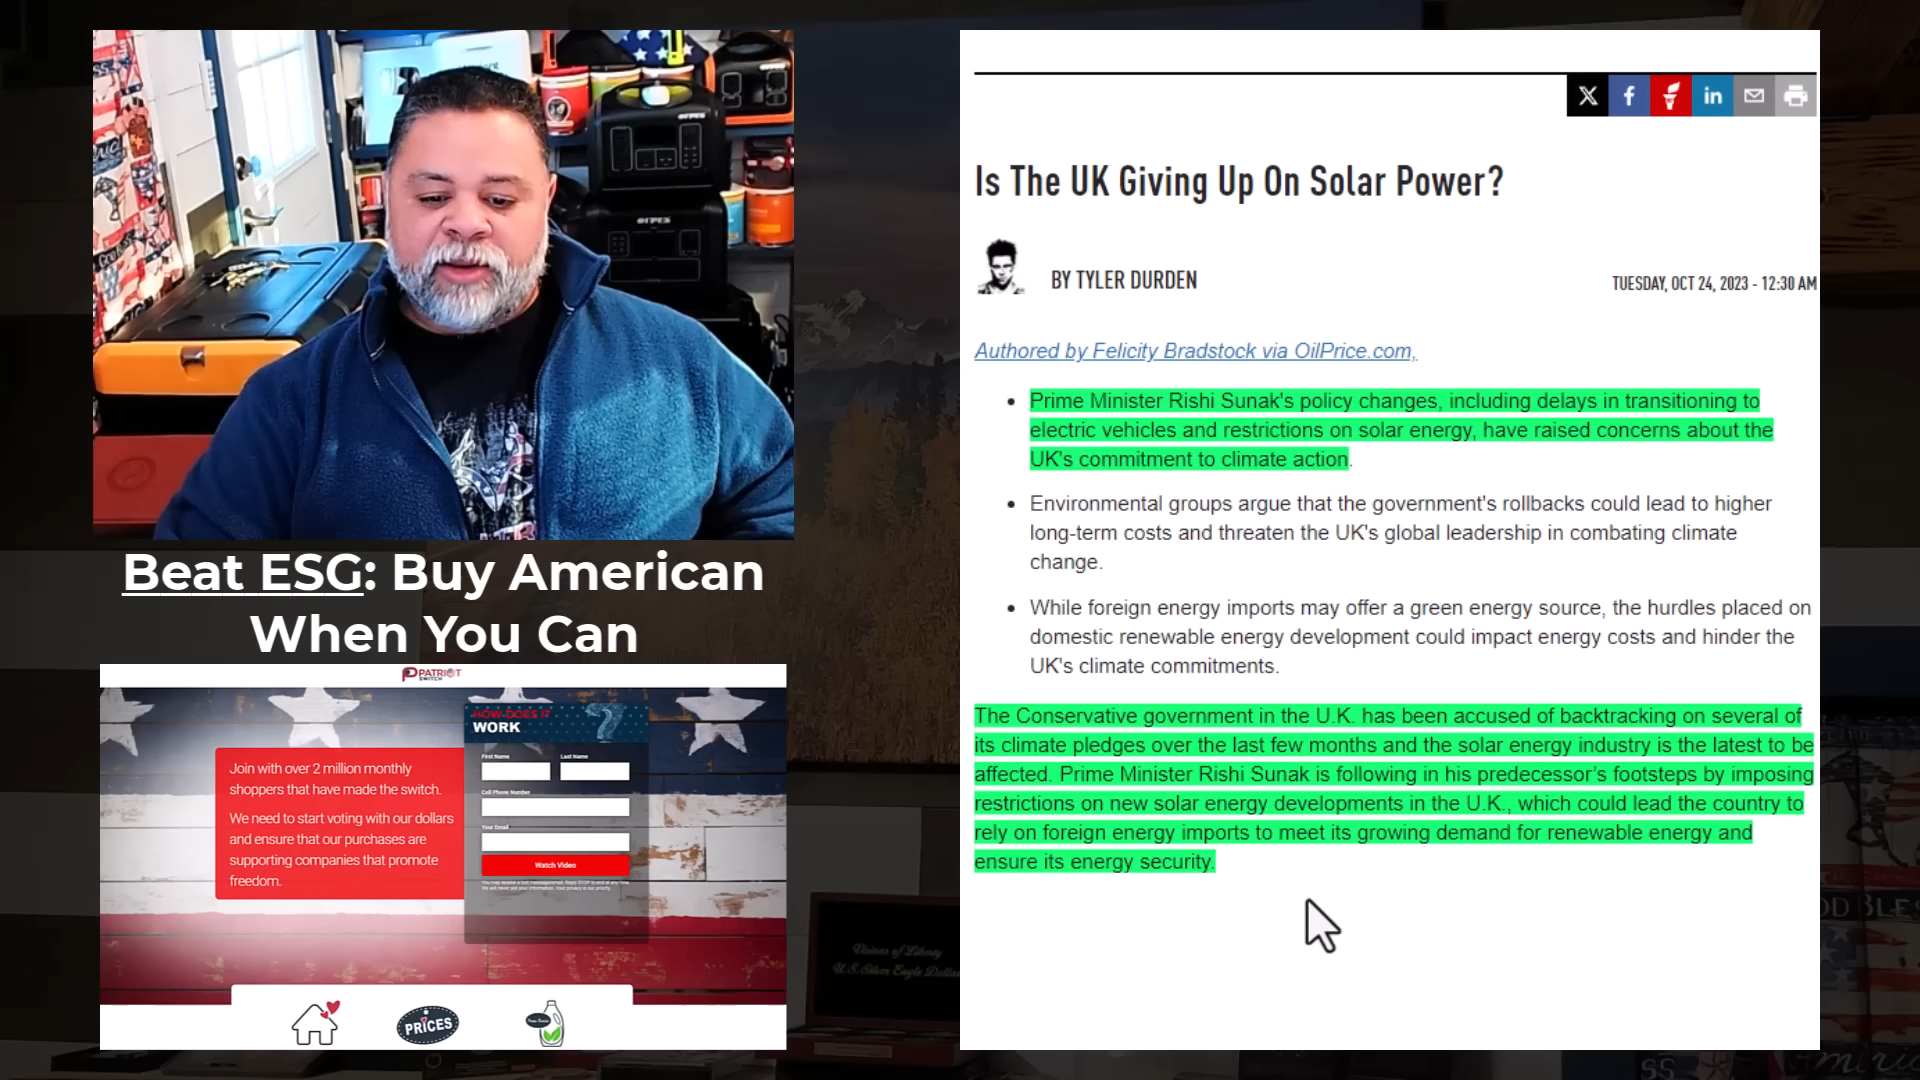 Is The UK Giving Up On Solar Power?
BY TYLER DURDEN
TUESDAY, OCT 24, 2023 - 12:30 AM
Authored by Felicity Bradstock via OilPrice.com,
Prime Minister Rishi Sunak's policy changes, including delays in transitioning to
electric vehicles and restrictions on solar energy, have raised concerns about the
UK's commitment to climate action.
Environmental groups argue that the government's rollbacks could lead to higher
long-term costs and threaten the UK's global leadership in combating climate
change.
While foreign energy imports may offer a green energy source, the hurdles placed on
domestic renewable energy development could impact energy costs and hinder the
UK's climate commitments.
The Conservative government in the U.K. has been accused of backtracking on several of
its climate pledges over the last few months and the solar energy industry is the latest to be
affected. Prime Minister Rishi Sunak is following in his predecessor’s footsteps by imposing
restrictions on new solar energy developments in the U.K., which could lead the country to
rely on foreign energy imports to meet its growing demand for renewable energy and
ensure its energy security.
Beat ESG: Buy American
When You Can
PATRIOT
SWITCH
HOW DOES IT
WORK
First Name Last Name
Cell Phone Number
Your Email
Watch Video
Join with over 2 million monthly
shoppers that have made the switch.
We need to start voting with our dollars
and ensure that our purchases are
supporting companies that promote
freedom.
PRICES
Visions of Liberty
U.S. Silver Eagle Dollar